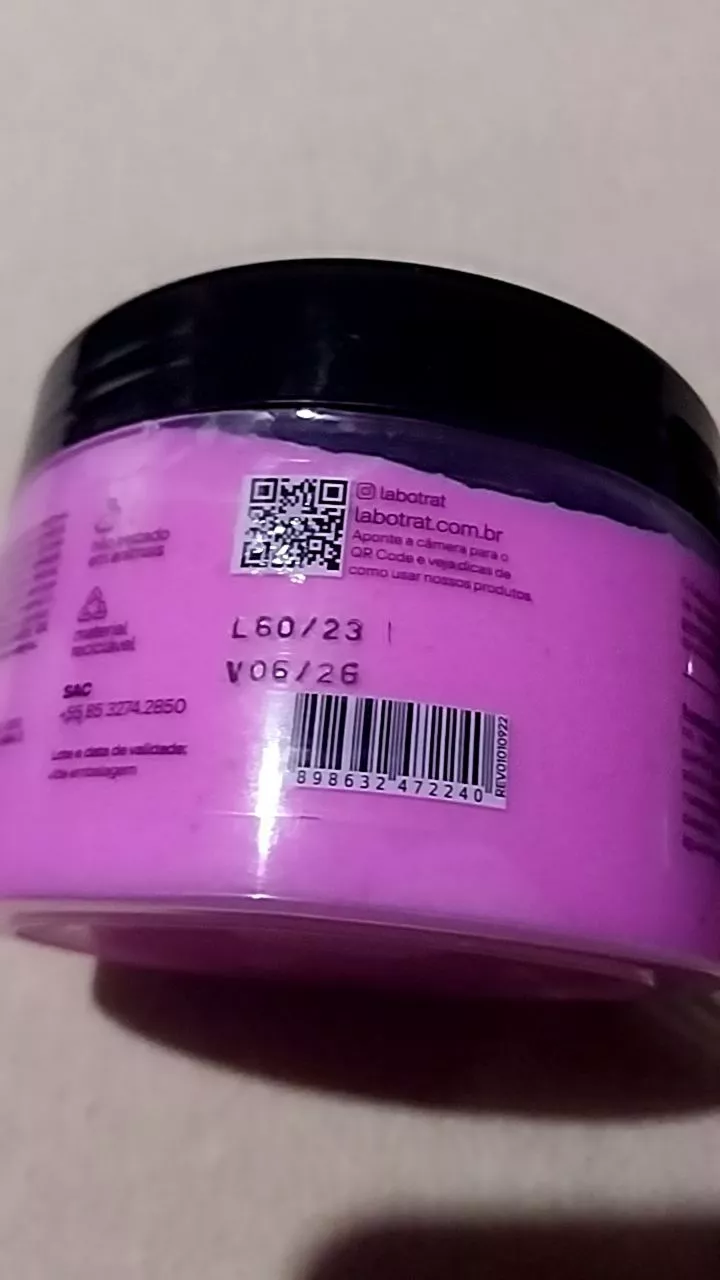 Não testado
em animais
material
reciclável
SAC
+55 85 3274.2850
Lote e data de validade:
vide embalagem
labotrat
labotrat.com.br
Aponte a câmera para o
QR Code e veja dicas de
como usar nossos produtos.
L60/23
V06/26
898632 472240
REV01010922